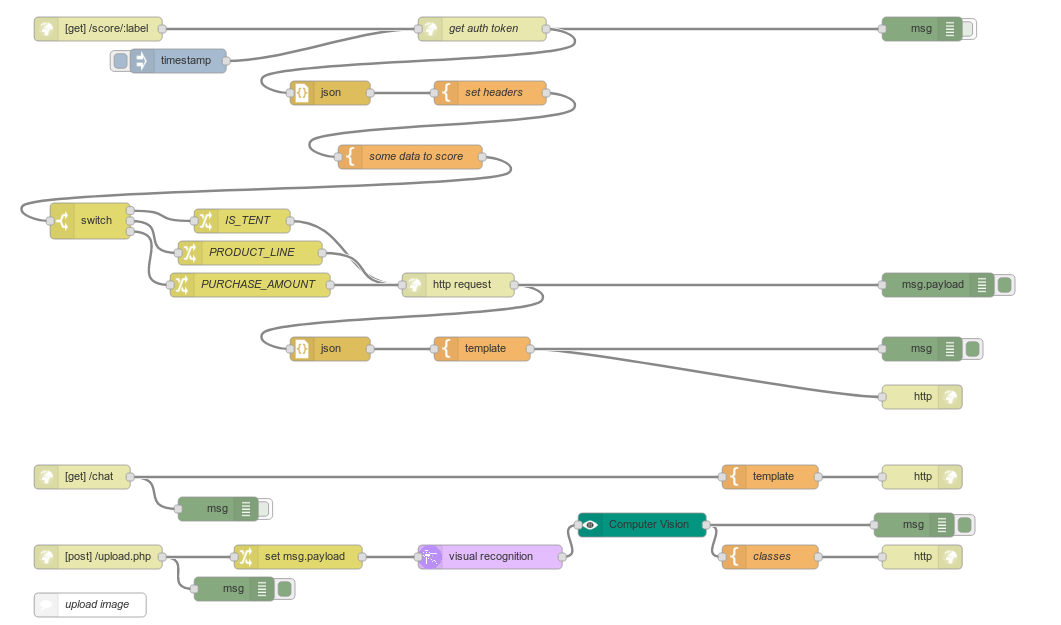 [get] /score/:label
get auth token
msg
timestamp
json
set headers
some data to score
switch
IS_TENT
PRODUCT_LINE
PURCHASE_AMOUNT
http request
msg.payload
json
template
msg
http
[get] /chat
template
http
msg
Computer Vision
msg
[post] /upload.php
set msg.payload
visual recognition
classes
http
msg
upload image